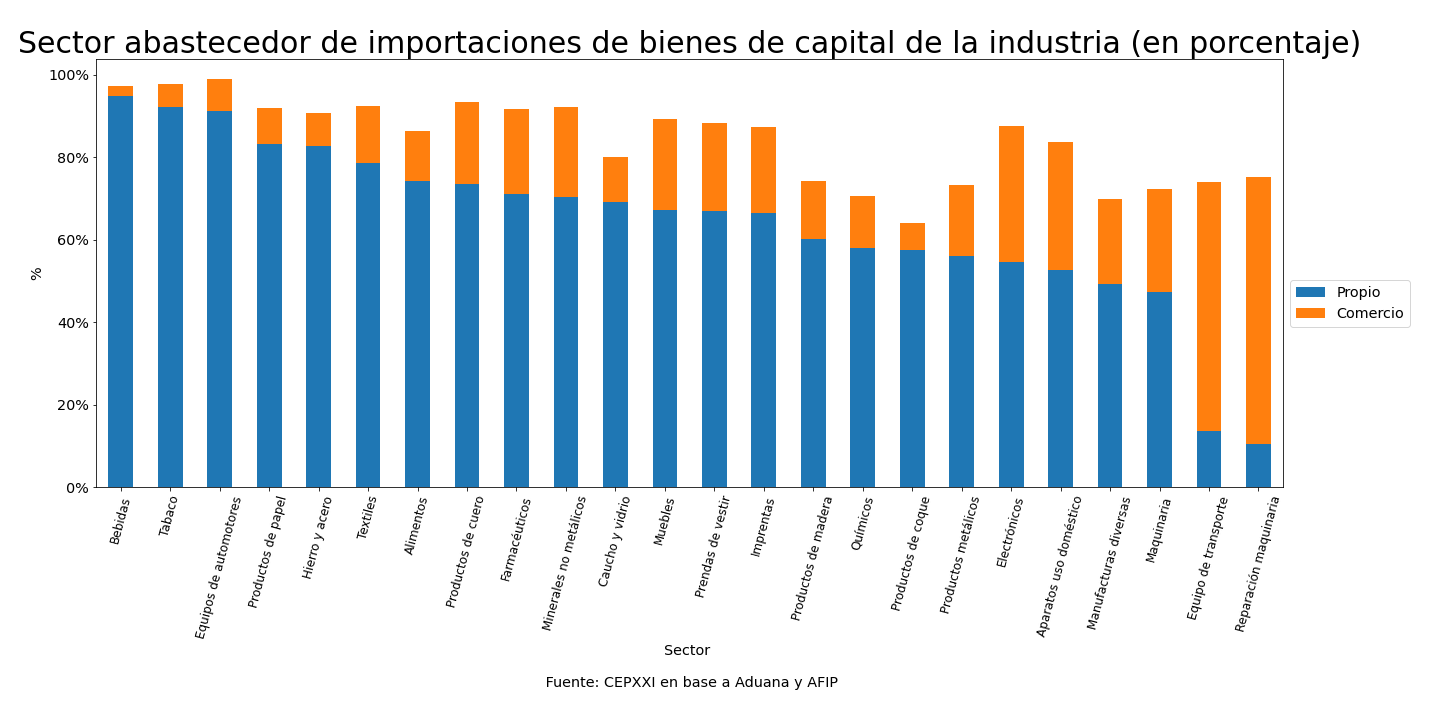 Sector abastecedor de importaciones de bienes de capital de la industria (en porcentaje)
100%
80%
60%
40%
20%
0%
%
Propio
Comercio
Bebidas
Tabaco
Equipos de automotores
Productos de papel
Hierro y acero
Textiles
Alimentos
Productos de cuero
Farmacéuticos
Minerales no metálicos
Caucho y vidrio
Muebles
Prendas de vestir
Imprentas
Productos de madera
Químicos
Productos de coque
Productos metálicos
Electrónicos
Aparatos uso doméstico
Manufacturas diversas
Maquinaria
Equipo de transporte
Reparación maquinaria
Sector
Fuente: CEPXXI en base a Aduana y AFIP